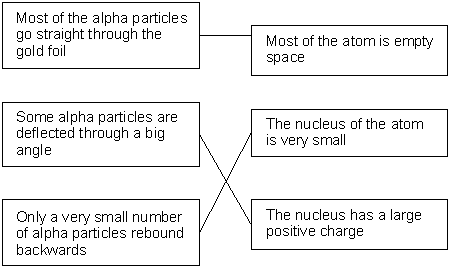 Most of the alpha particles
go straight through the
gold foil
Most of the atom is empty
space
Some alpha particles are
deflected through a big
angle
The nucleus of the atom
is very small
Only a very small number
of alpha particles rebound
backwards
The nucleus has a large
positive charge